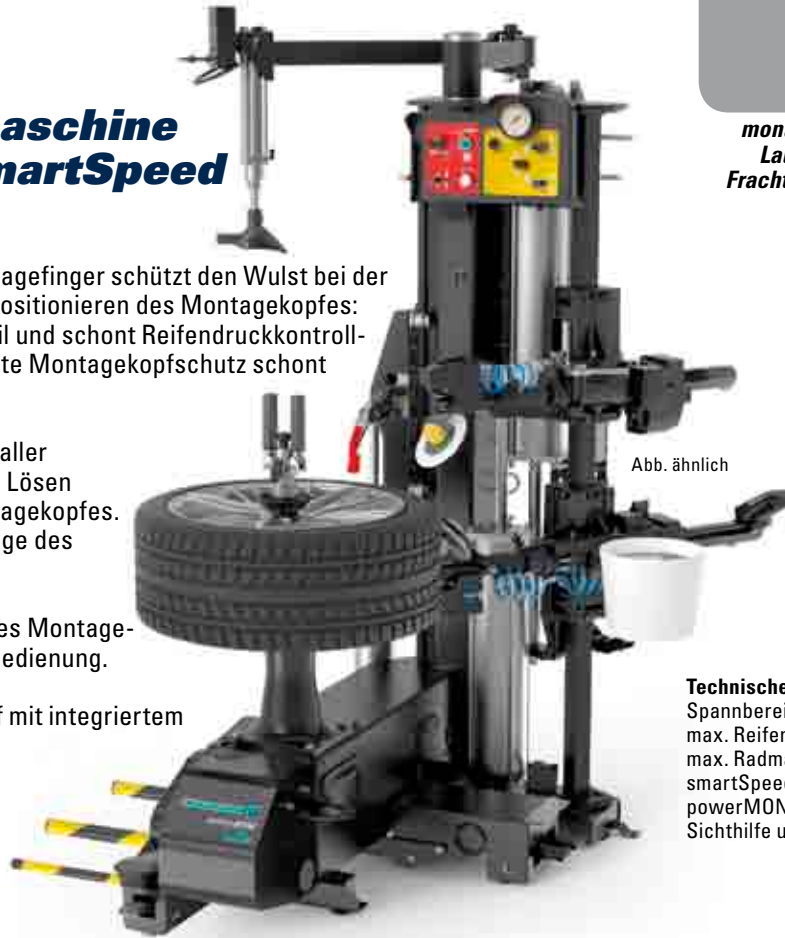 aschine
martSpeed
mon
La
Fracht
agefinger schützt den Wulst bei der
ositionieren des Montagekopfes:
il und schont Reifendruckkontroll-
te Montagekopfschutz schont
aller
Lösen
tagekopfes.
ge des
Abb. ähnlich
es Montage-
edienung.
f mit integriertem
Technische
Spannberei
max. Reifen
max. Radma
smartSpeed
powerMON
Sichthilfe u